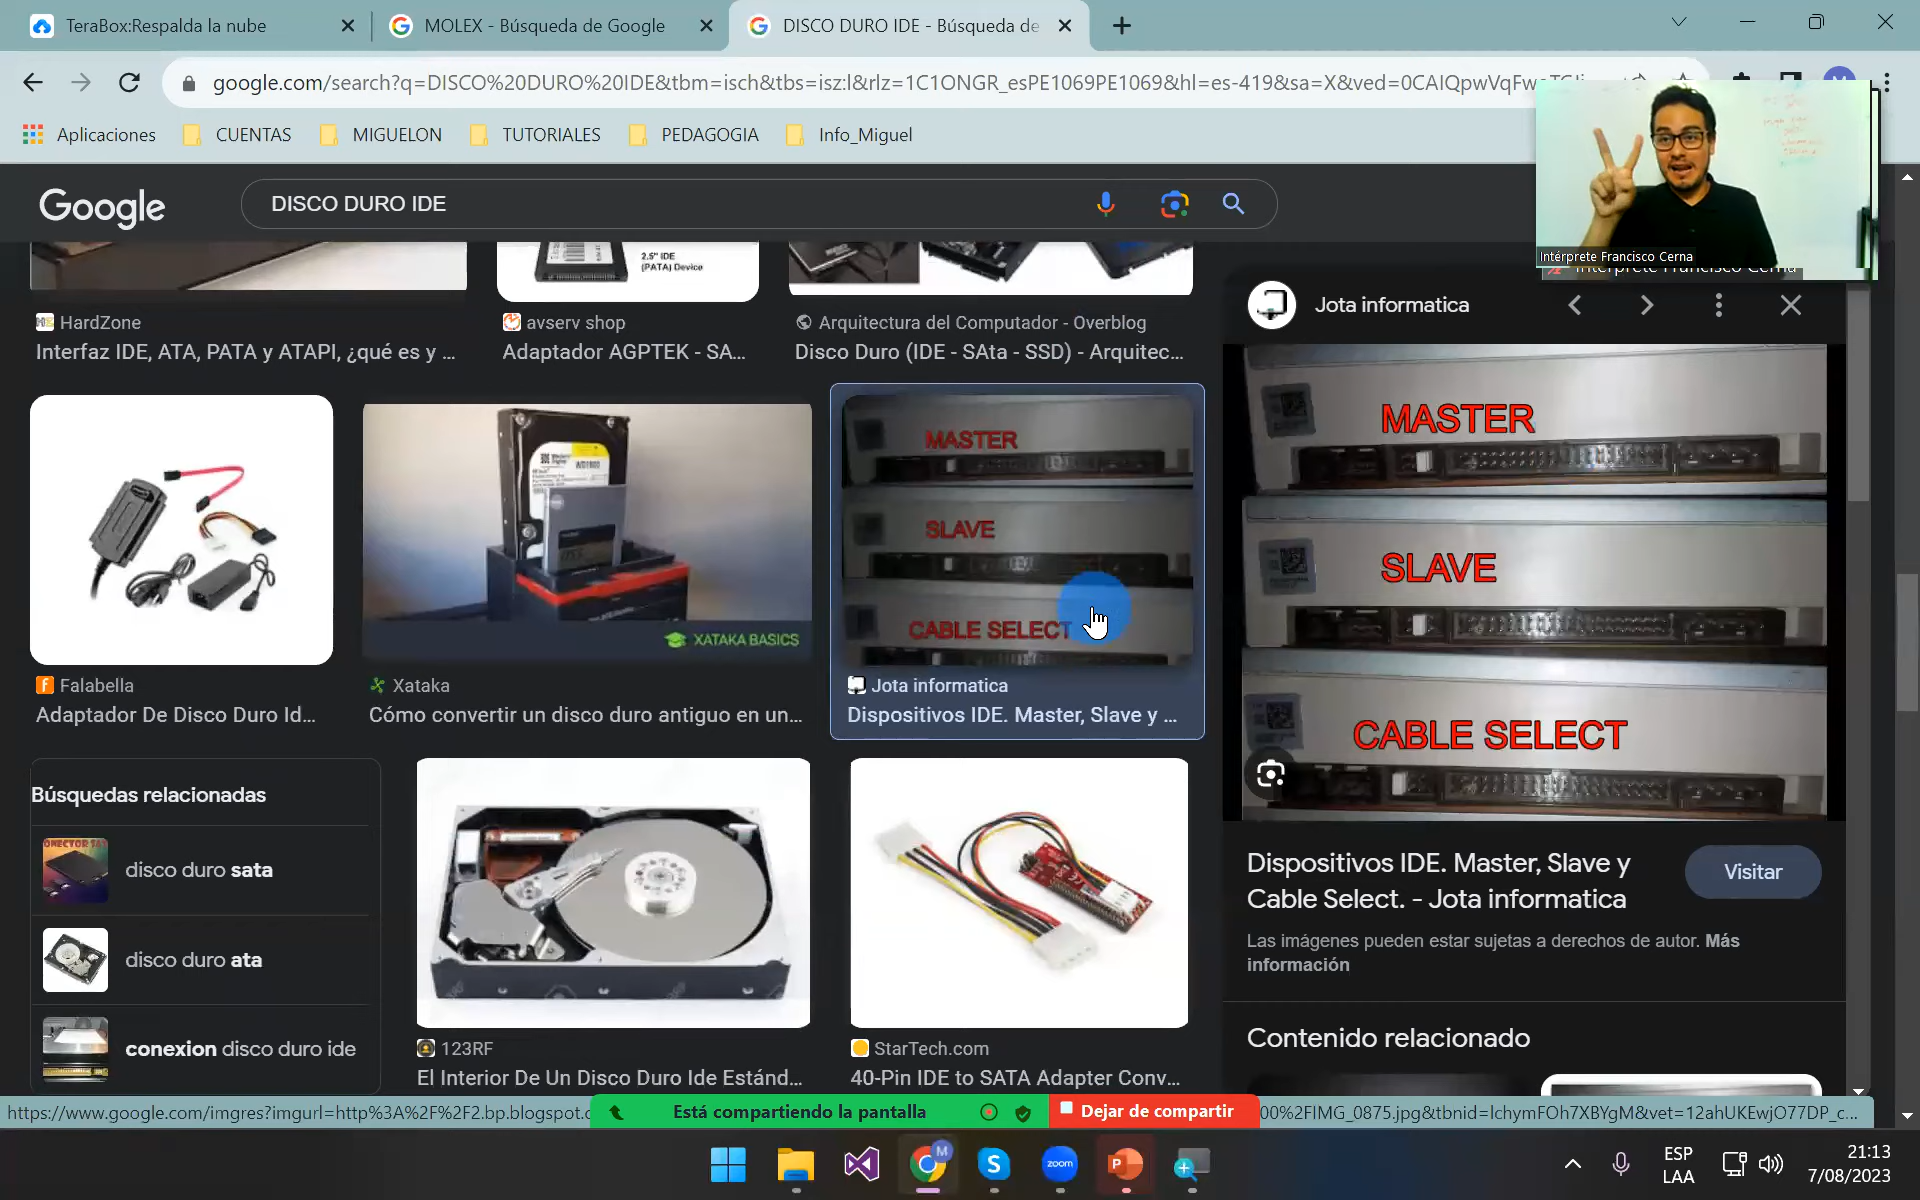 TeraBox:Respalda la nube
MOLEX - Búsqueda de Google
DISCO DURO IDE - Búsqueda de
google.com/search?q=DISCO%20DURO%20IDE&tbm=isch&tbs=isz:l&rlz=1C1ONGR_esPE1069PE1069&hl=es-419&sa=X&ved=0CAIQpwVqFw
Aplicaciones
CUENTAS
MIGUELON
TUTORIALES
PEDAGOGIA
Info_Miguel
Google
DISCO DURO IDE
Intérprete Francisco Cerna
Intérprete Francisco Cerna
2.5" IDE
(PATA) Device
HardZone
Interfaz IDE, ATA, PATA y ATAPI, ¿qué es y ...
avserv shop
Adaptador AGPTEK - SA...
Arquitectura del Computador - Overblog
Disco Duro (IDE - SAta - SSD) - Arquitec...
Jota informatica
XATAKA BASICS
MASTER
SLAVE
CABLE SELECT
Falabella
Adaptador De Disco Duro Id...
Xataka
Cómo convertir un disco duro antiguo en un...
Jota informatica
Dispositivos IDE. Master, Slave y ...
MASTER
SLAVE
CABLE SELECT
Dispositivos IDE. Master, Slave y
Cable Select. - Jota informatica
Visitar
Las imágenes pueden estar sujetas a derechos de autor. Más
información
Contenido relacionado
Búsquedas relacionadas
disco duro sata
disco duro ata
conexion disco duro ide
123RF
El Interior De Un Disco Duro Ide Estánd...
StarTech.com
40-Pin IDE to SATA Adapter Conv...
https://www.google.com/imgres?imgurl=http%3A%2F%2F2.bp.blogspot.c
Está compartiendo la pantalla
Dejar de compartir
00%2FIMG_0875.jpg&tbnid=lchymFOh7XBYgM&vet=12ahUKEwjO77DP_c...
zoom
ESP
LAA
21:13
7/08/2023